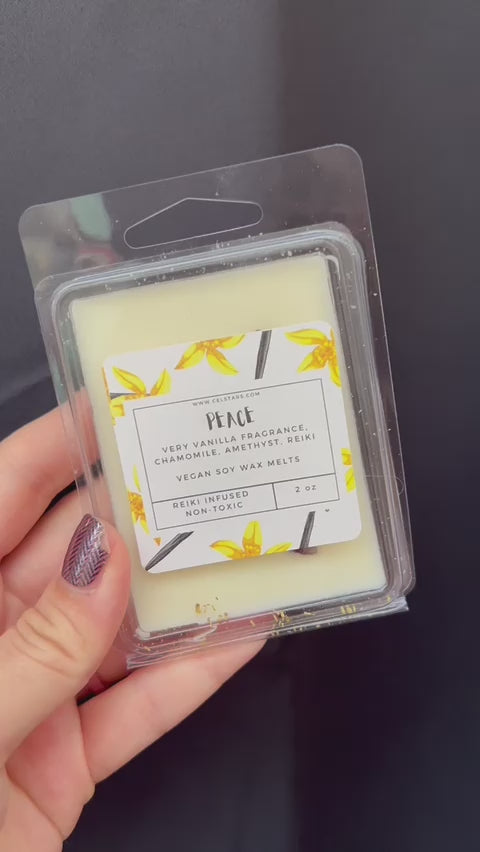 WWW.CELSTARS.COM
PEACE
VERY VANILLA FRAGRANCE,
CHAMOMILE, AMETHYST, REIKI
VEGAN SOY WAX MELTS
REIKI INFUSED
NON-TOXIC
2 oz